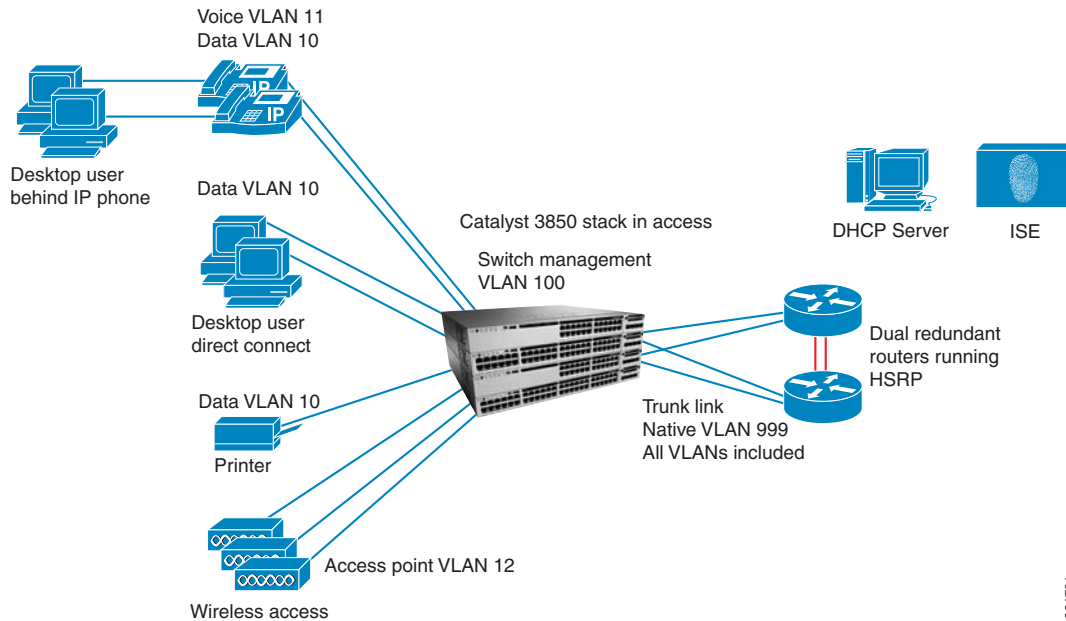 Voice VLAN 11
Data VLAN 10
IP
IP
Desktop user
behind IP phone
Data VLAN 10
Catalyst 3850 stack in access
DHCP Server
ISE
Switch management
VLAN 100
Desktop user
direct connect
Dual redundant
routers running
HSRP
Data VLAN 10
Trunk link
Native VLAN 999
All VLANs included
Printer
Access point VLAN 12
Wireless access